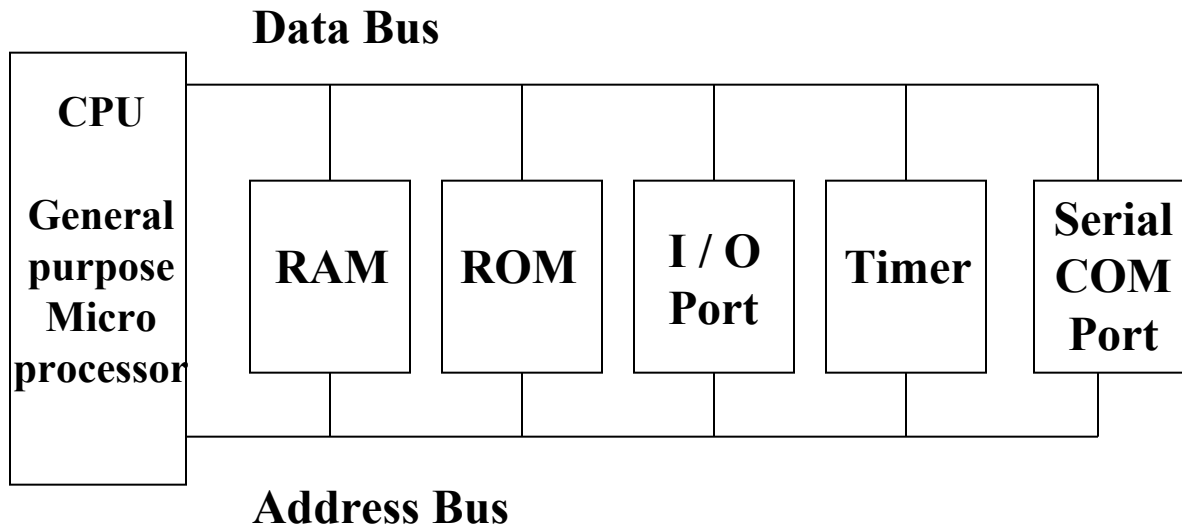 Data Bus
CPU
General
purpose
Micro
processor
RAM
ROM
I / O
Port
Timer
Serial
COM
Port
Address Bus